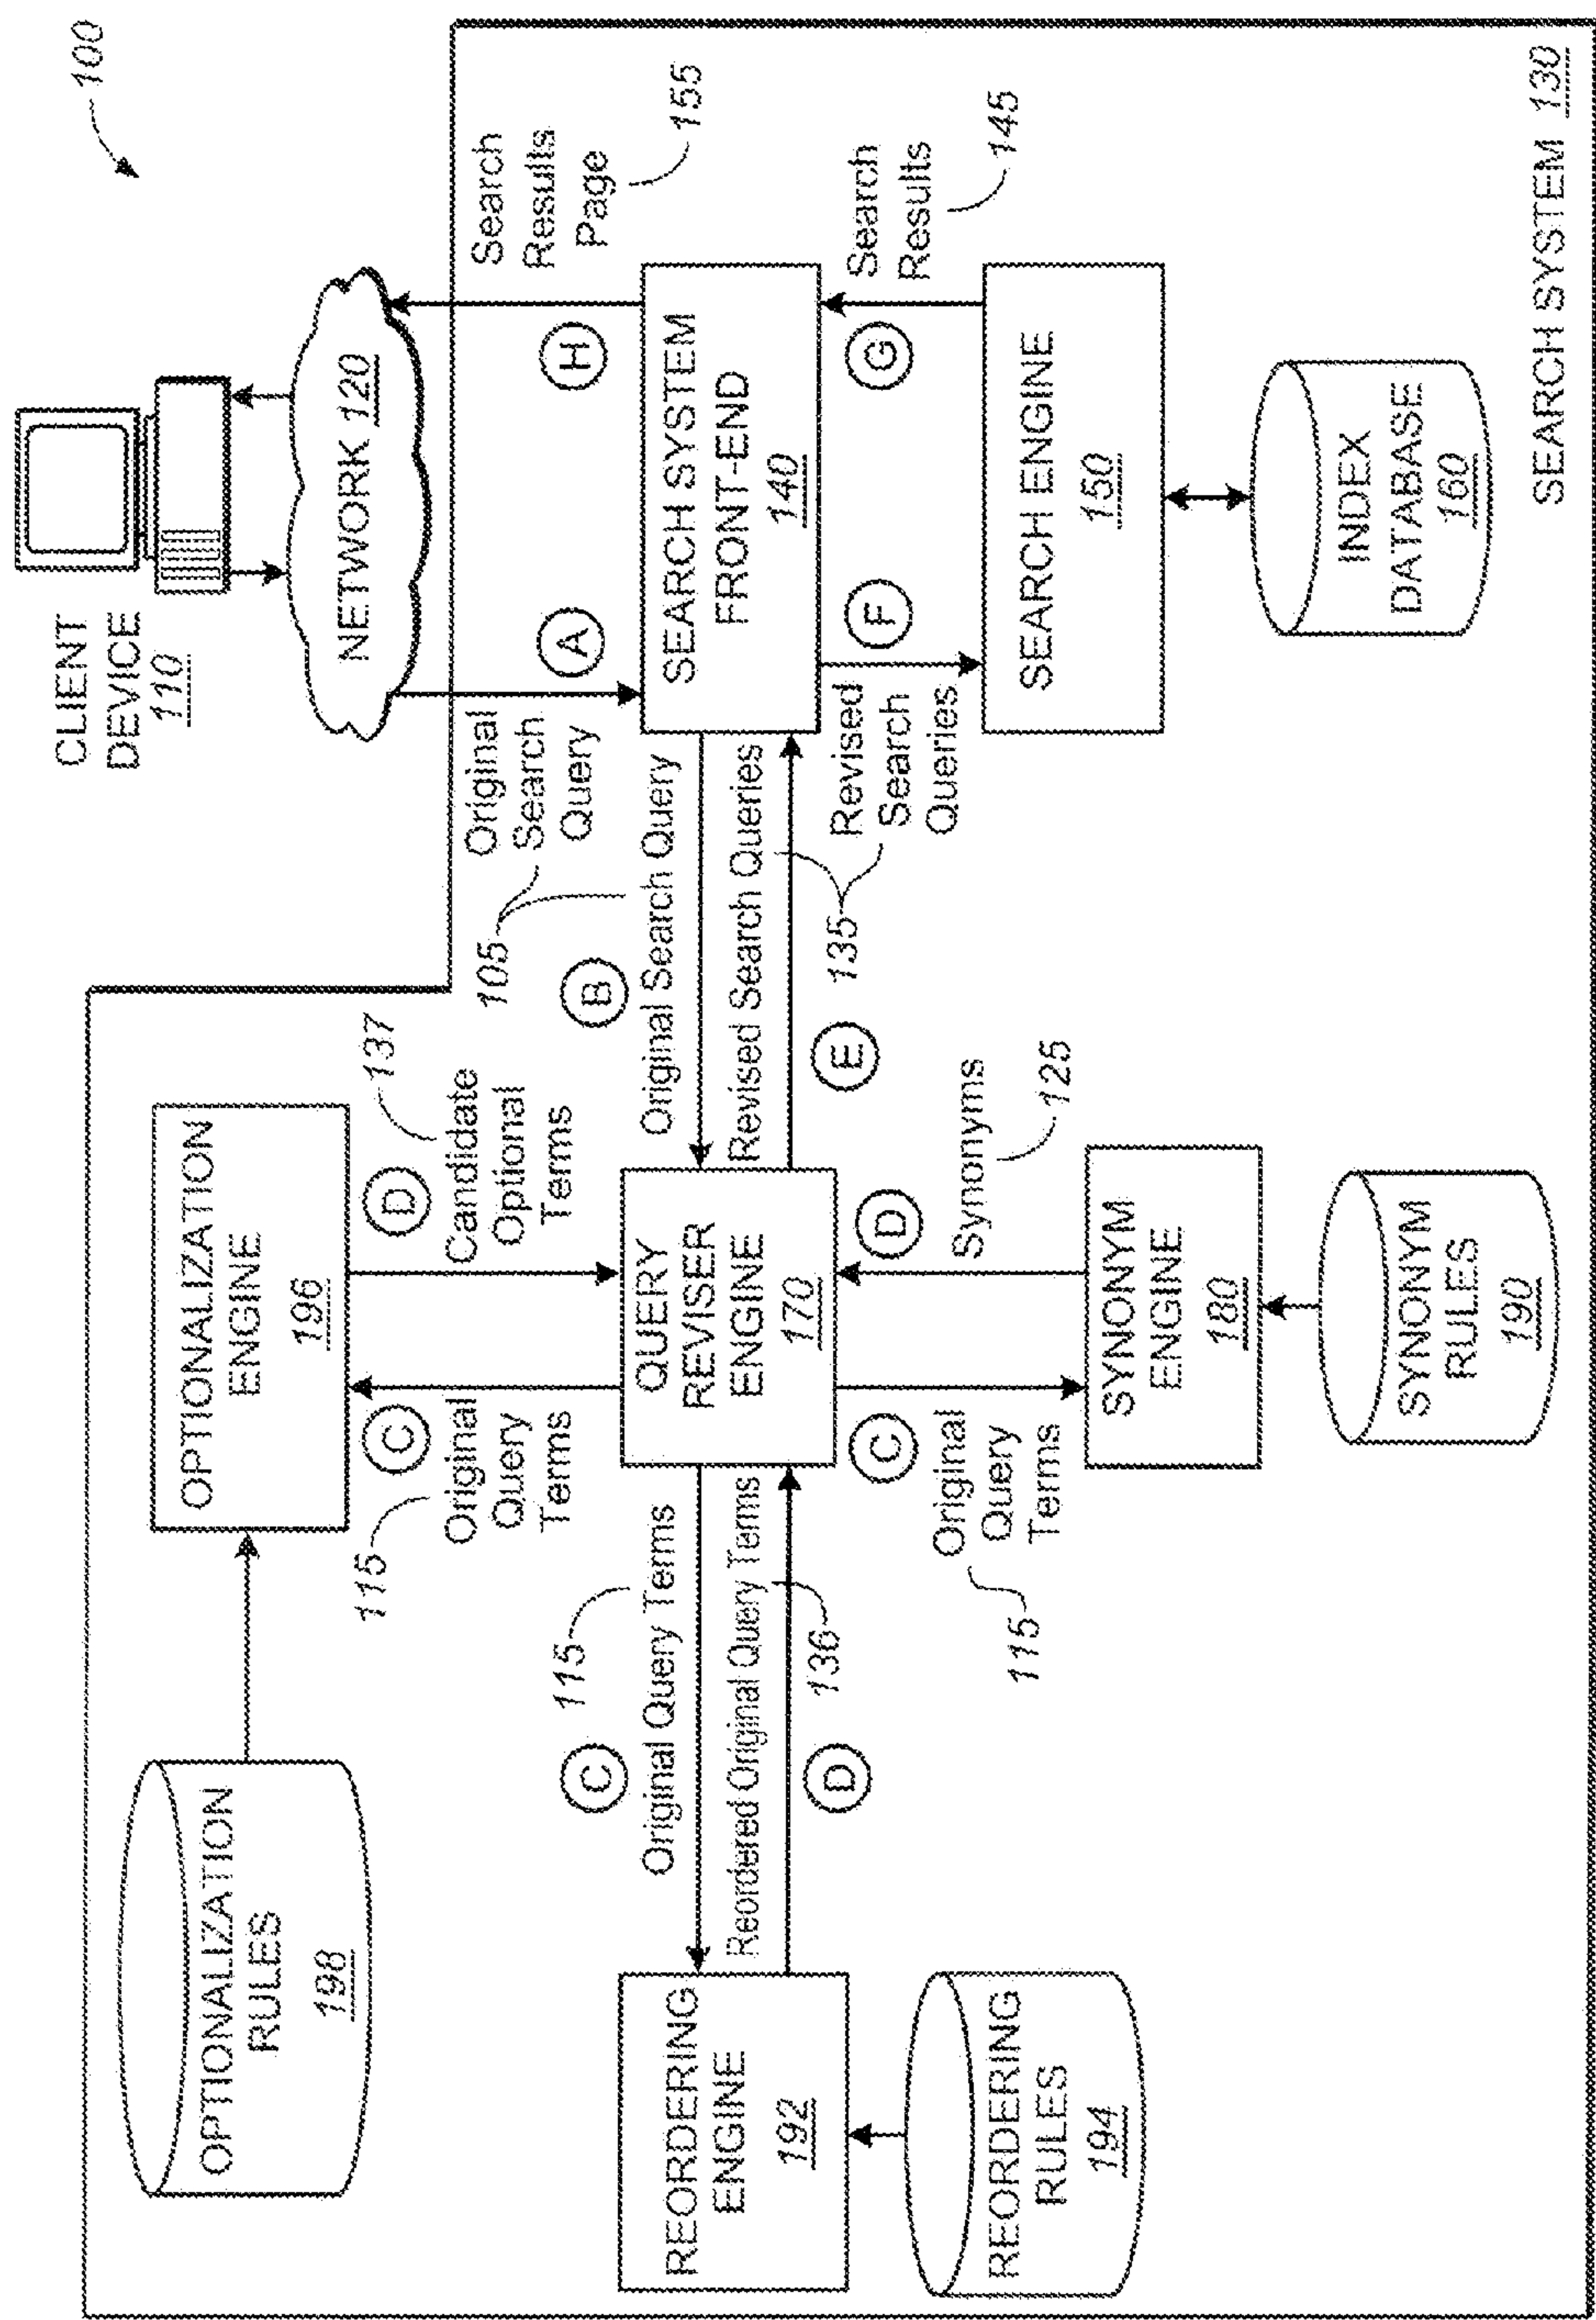 100
CLIENT
DEVICE
110
NETWORK 120
OPTIONALIZATION
RULES
198
OPTIONALIZATION
ENGINE
196
115
C
Original
Query
Terms
D
137
Candidate
Optional
Terms
105
Original
Search
Query
A
H
Search
Results
Page
155
REORDERING
ENGINE
192
C
115
Original Query Terms
Reordered Original Query Terms
136
D
QUERY
REVISER
ENGINE
170
B
Original Search Query
Revised Search Queries
E
135
SEARCH SYSTEM
FRONT-END
140
Revised
Search
Queries
F
G
Search
Results
145
REORDERING
RULES
194
115
Original
Query
Terms
C
D
Synonyms
125
SYNONYM
ENGINE
180
SYNONYM
RULES
190
SEARCH ENGINE
150
INDEX
DATABASE
160
SEARCH SYSTEM 130